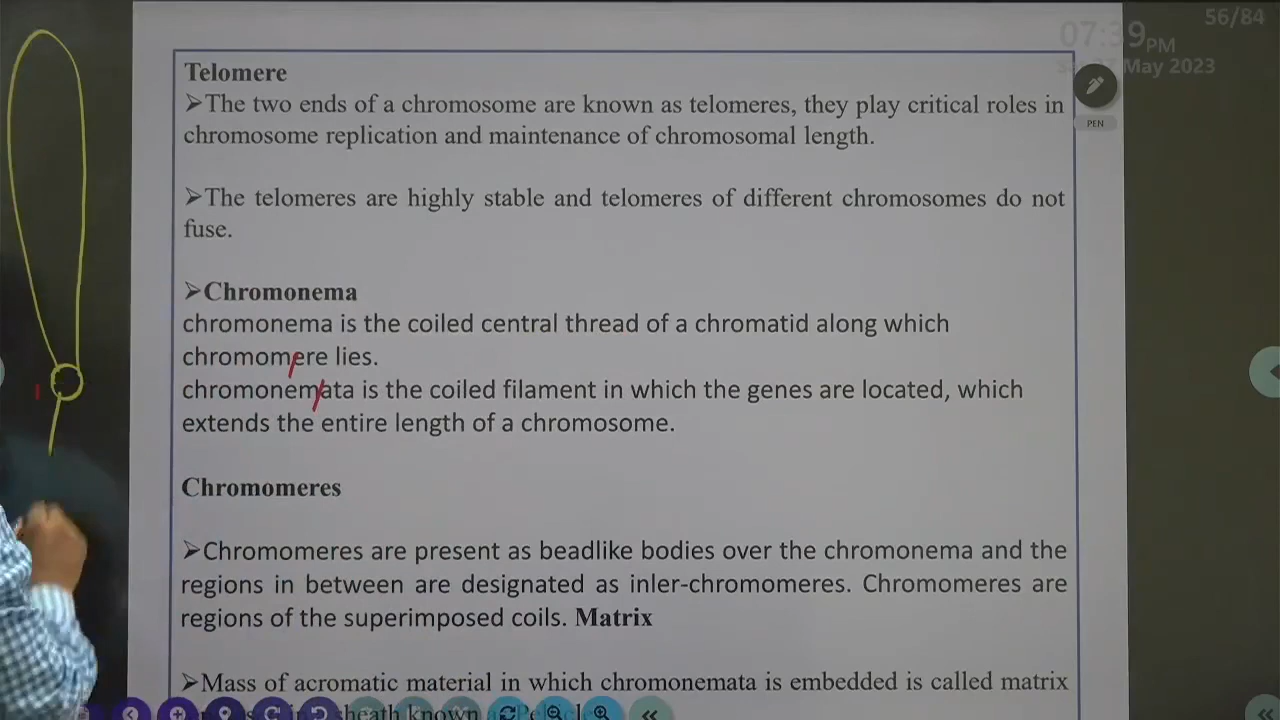 56/84
07:39 PM
May 2023
PEN
Telomere
➢The two ends of a chromosome are known as telomeres, they play critical roles in
chromosome replication and maintenance of chromosomal length.
➢The telomeres are highly stable and telomeres of different chromosomes do not
fuse.
➢Chromonema
chromonema is the coiled central thread of a chromatid along which
chromomere lies.
chromonemata is the coiled filament in which the genes are located, which
extends the entire length of a chromosome.
Chromomeres
➢Chromomeres are present as beadlike bodies over the chromonema and the
regions in between are designated as inler-chromomeres. Chromomeres are
regions of the superimposed coils. Matrix
➢Mass of acromatic material in which chromonemata is embedded is called matrix
sheath known